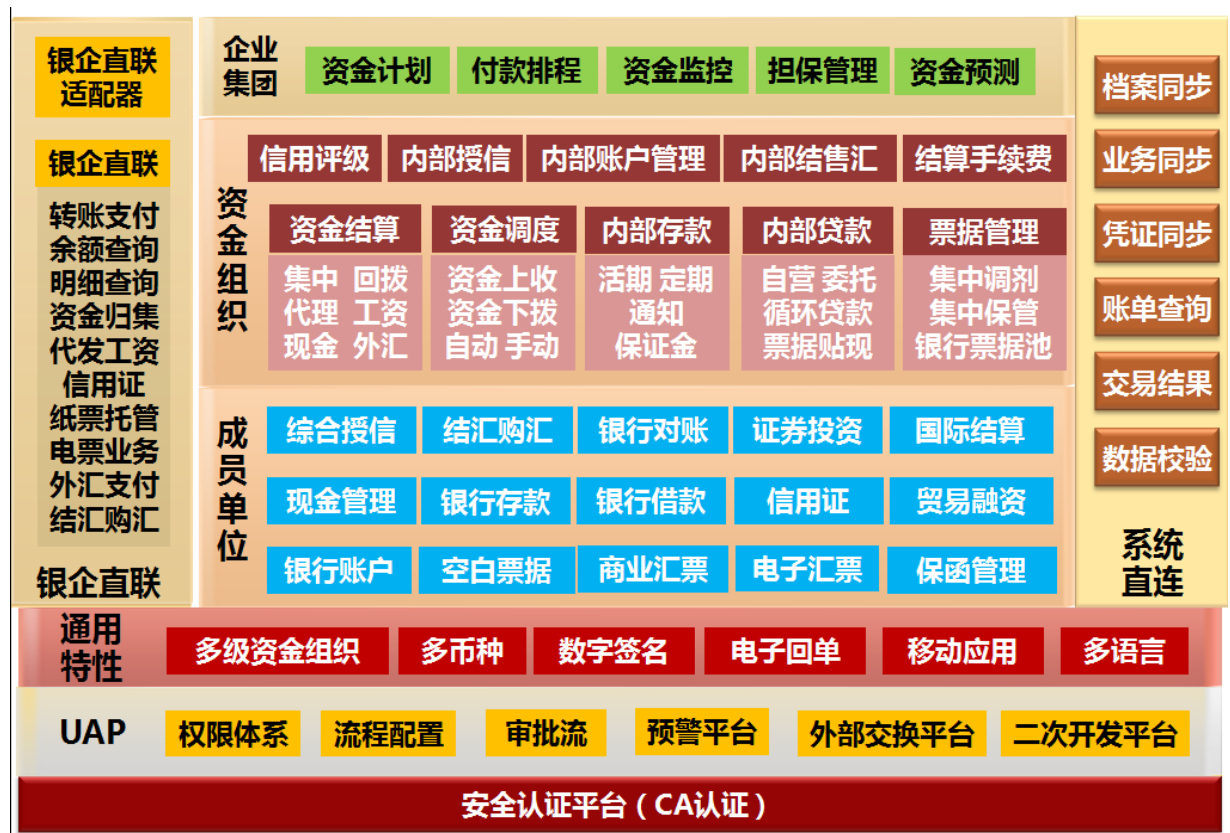 银企直联
适配器
银企直联
转账支付
余额查询
明细查询
资金归集
代发工资
信用证
纸票托管
电票业务
外汇支付
结汇购汇
银企直联
企业
集团
资金计划 付款排程 资金监控 担保管理 资金预测
资金组织
信用评级 内部授信 内部账户管理 内部结售汇 结算手续费
资金结算 资金调度 内部存款 内部贷款 票据管理
集中 回拨 资金上收 活期 定期 自营 委托 集中调剂
代理 工资 资金下拨 通知 循环贷款 集中保管
现金 外汇 自动 手动 保证金 票据贴现 银行票据池
成员单位
综合授信 结汇购汇 银行对账 证券投资 国际结算
现金管理 银行存款 银行借款 信用证 贸易融资
银行账户 空白票据 商业汇票 电子汇票 保函管理
档案同步
业务同步
凭证同步
账单查询
交易结果
数据校验
系统
直连
通用
特性
多级资金组织 多币种 数字签名 电子回单 移动应用 多语言
UAP 权限体系 流程配置 审批流 预警平台 外部交换平台 二次开发平台
安全认证平台（CA认证）